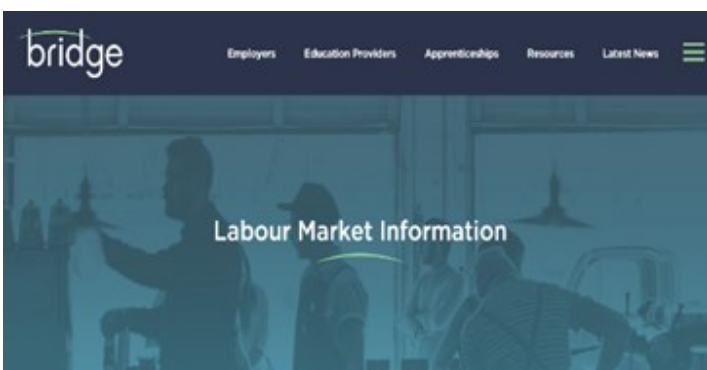 bridge
Employers Education Providers Apprenticeships Resources Latest News
Labour Market Information